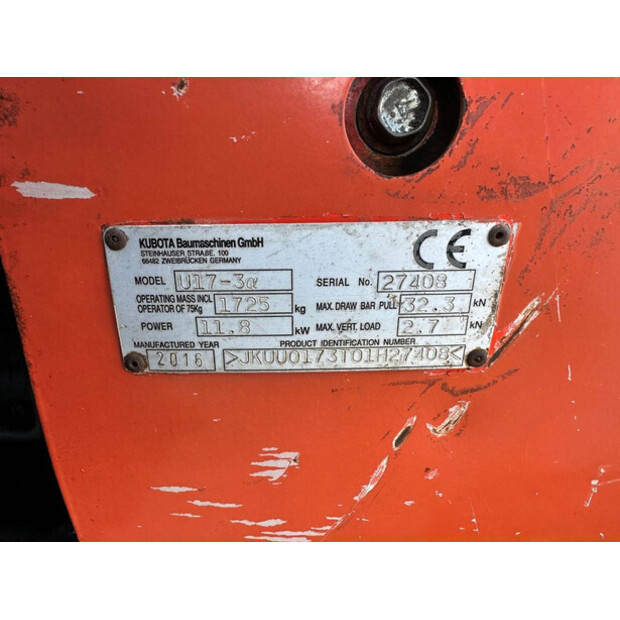 KUBOTA Baumaschinen GmbH
STEINHAUSER STRAßE. 100
66482 ZWEIBRÜCKEN GERMANY
CE
MODEL U17-3α SERIAL No. 27408
OPERATING MASS INCL OPERATOR OF 75Kg 1725 kg MAX. DRAW BAR PULL 32.3 kN
POWER 11.8 kW MAX. VERT. LOAD 2.7 kN
MANUFACTURED YEAR PRODUCT IDENTIFICATION NUMBER
2016 >JKUU0173T01H27408<